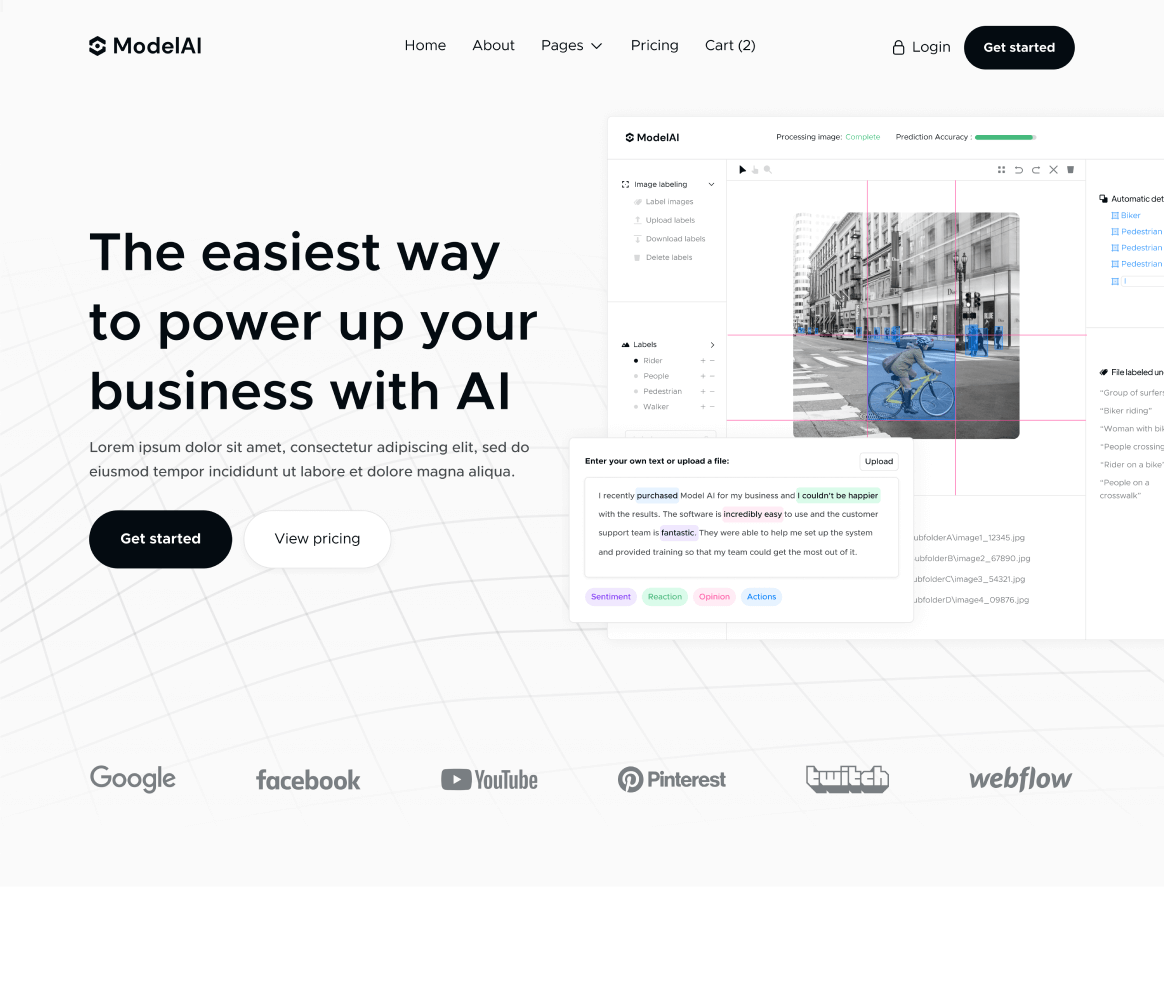 ModelAI
Home
About
Pages
Pricing
Cart (2)
Login
Get started
The easiest way
to power up your
business with AI
Lorem ipsum dolor sit amet, consectetur adipiscing elit, sed do
eiusmod tempor incididunt ut labore et dolore magna aliqua.
Get started
View pricing
ModelAI
Processing image: Complete
Prediction Accuracy :
Image labeling
Label images
Upload labels
Download labels
Delete labels
Labels
Rider
People
Pedestrian
Walker
Automatic det
Biker
Pedestrian
Pedestrian
Pedestrian
File labeled un
“Group of surfers
“Biker riding”
“Woman with bik
“People crossing
“Rider on a bike”
“People on a
crosswalk”
Enter your own text or upload a file:
Upload
I recently purchased Model AI for my business and I couldn't be happier
with the results. The software is incredibly easy to use and the customer
support team is fantastic. They were able to help me set up the system
and provided training so that my team could get the most out of it.
Sentiment
Reaction
Opinion
Actions
ubfolderA\image1_12345.jpg
ubfolderB\image2_67890.jpg
ubfolderC\image3_54321.jpg
ubfolderD\image4_09876.jpg
Google
facebook
YouTube
Pinterest
twitch
webflow